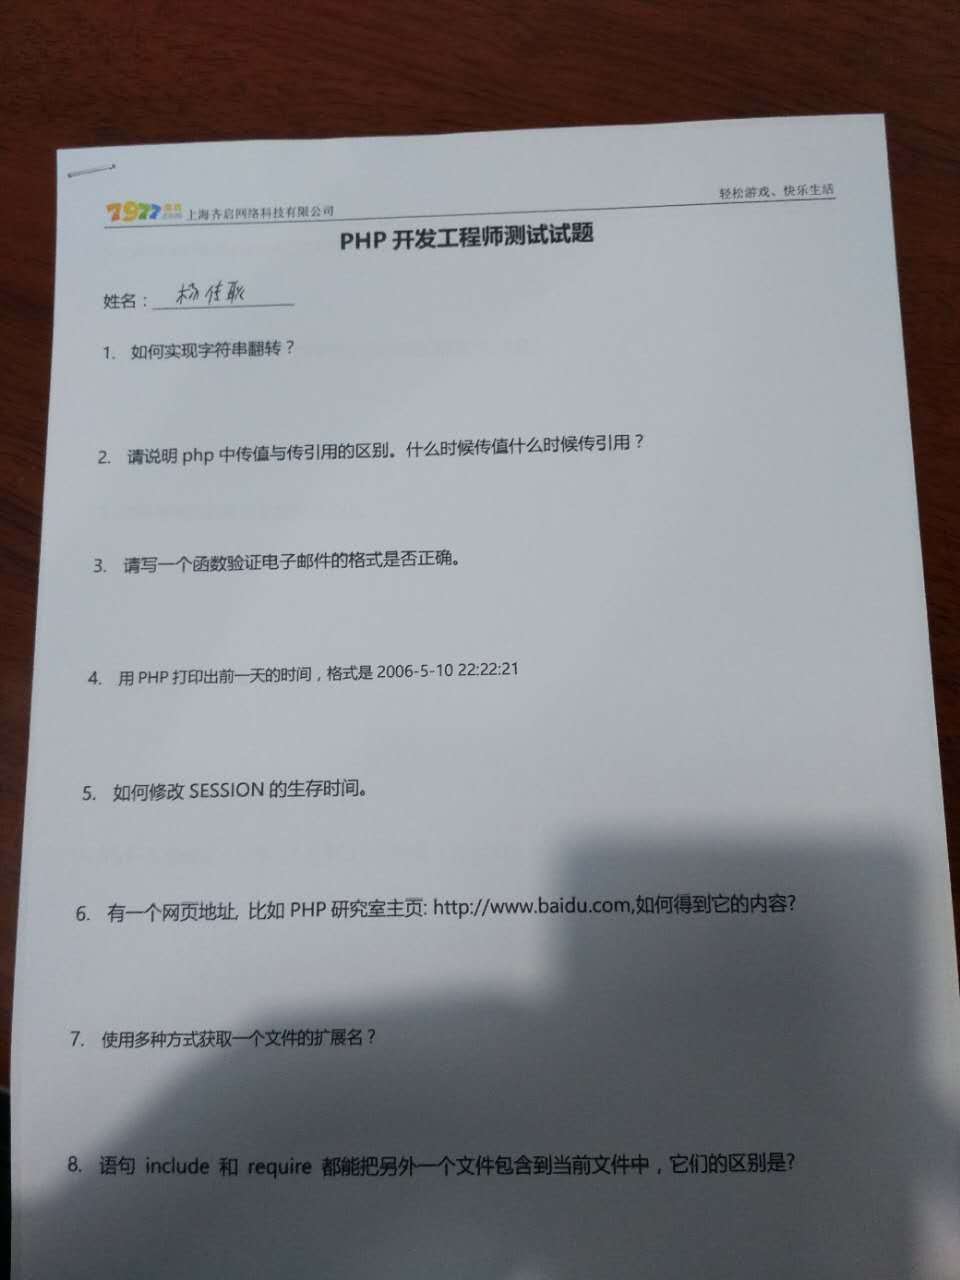 7977 上海齐启网络科技有限公司
轻松游戏、快乐生活
PHP 开发工程师测试试题
姓名：杨佳耿
1. 如何实现字符串翻转？
2. 请说明 php 中传值与传引用的区别。什么时候传值什么时候传引用？
3. 请写一个函数验证电子邮件的格式是否正确。
4. 用 PHP 打印出前一天的时间，格式是 2006-5-10 22:22:21
5. 如何修改 SESSION 的生存时间。
6. 有一个网页地址, 比如 PHP 研究室主页: http://www.baidu.com,如何得到它的内容?
7. 使用多种方式获取一个文件的扩展名？
8. 语句 include 和 require 都能把另外一个文件包含到当前文件中，它们的区别是?